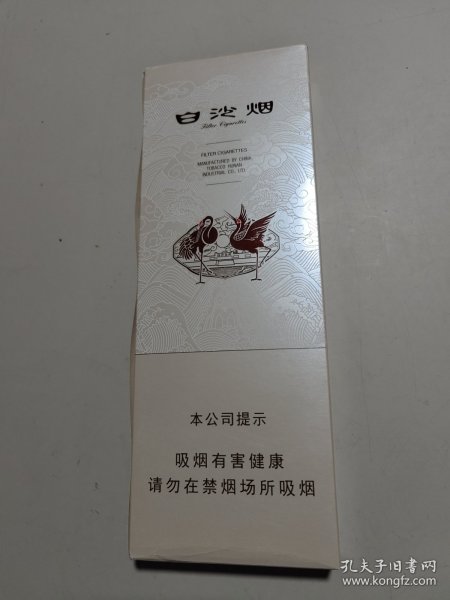 白沙烟
Filter Cigarettes
FILTER CIGARETTES
MANUFACTURED BY CHINA
TOBACCO HUNAN
INDUSTRIAL CO., LTD.
本公司提示
吸烟有害健康
请勿在禁烟场所吸烟
孔夫子旧书网
www.kongfz.com